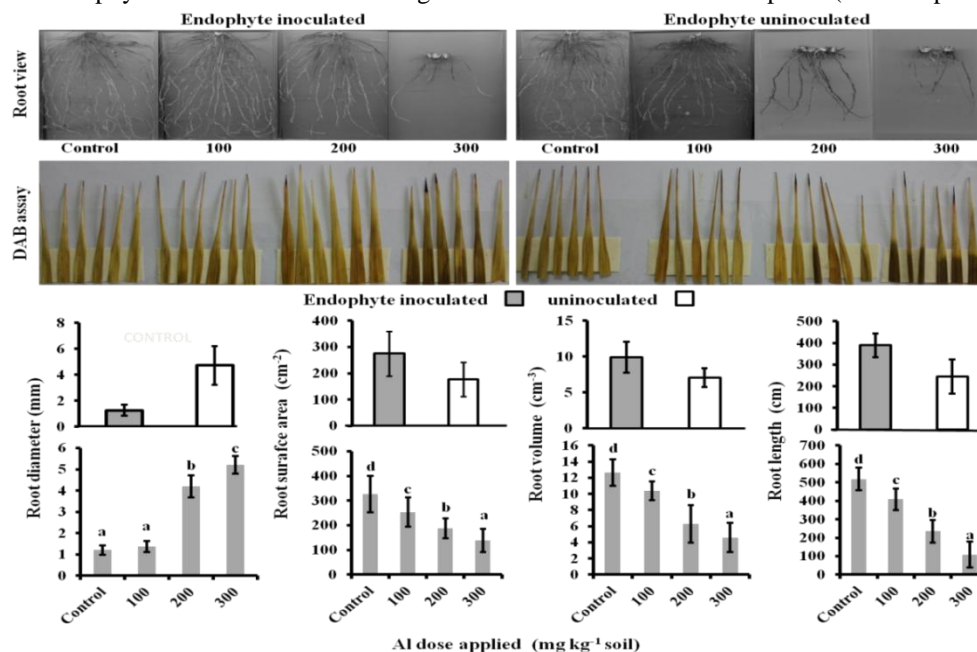 Endophyte inoculated Endophyte uninoculated
Root view
Control 100 200 300 Control 100 200 300
DAB assay
Endophyte inoculated uninoculated
CONTROL
Root diameter (mm)
8
6
4
2
0
6
5
4
3
2
1
0
a a b c
Control 100 200 300
Root surafce area (cm⁻²)
400
300
200
100
0
500
400
300
200
100
0
d c b a
Control 100 200 300
Root volume (cm⁻³)
15
10
5
0
16
14
12
10
8
6
4
2
0
d c b a
Control 100 200 300
Root length (cm)
500
400
300
200
100
0
700
600
500
400
300
200
100
0
d c b a
Control 100 200 300
Al dose applied (mg kg⁻¹ soil)